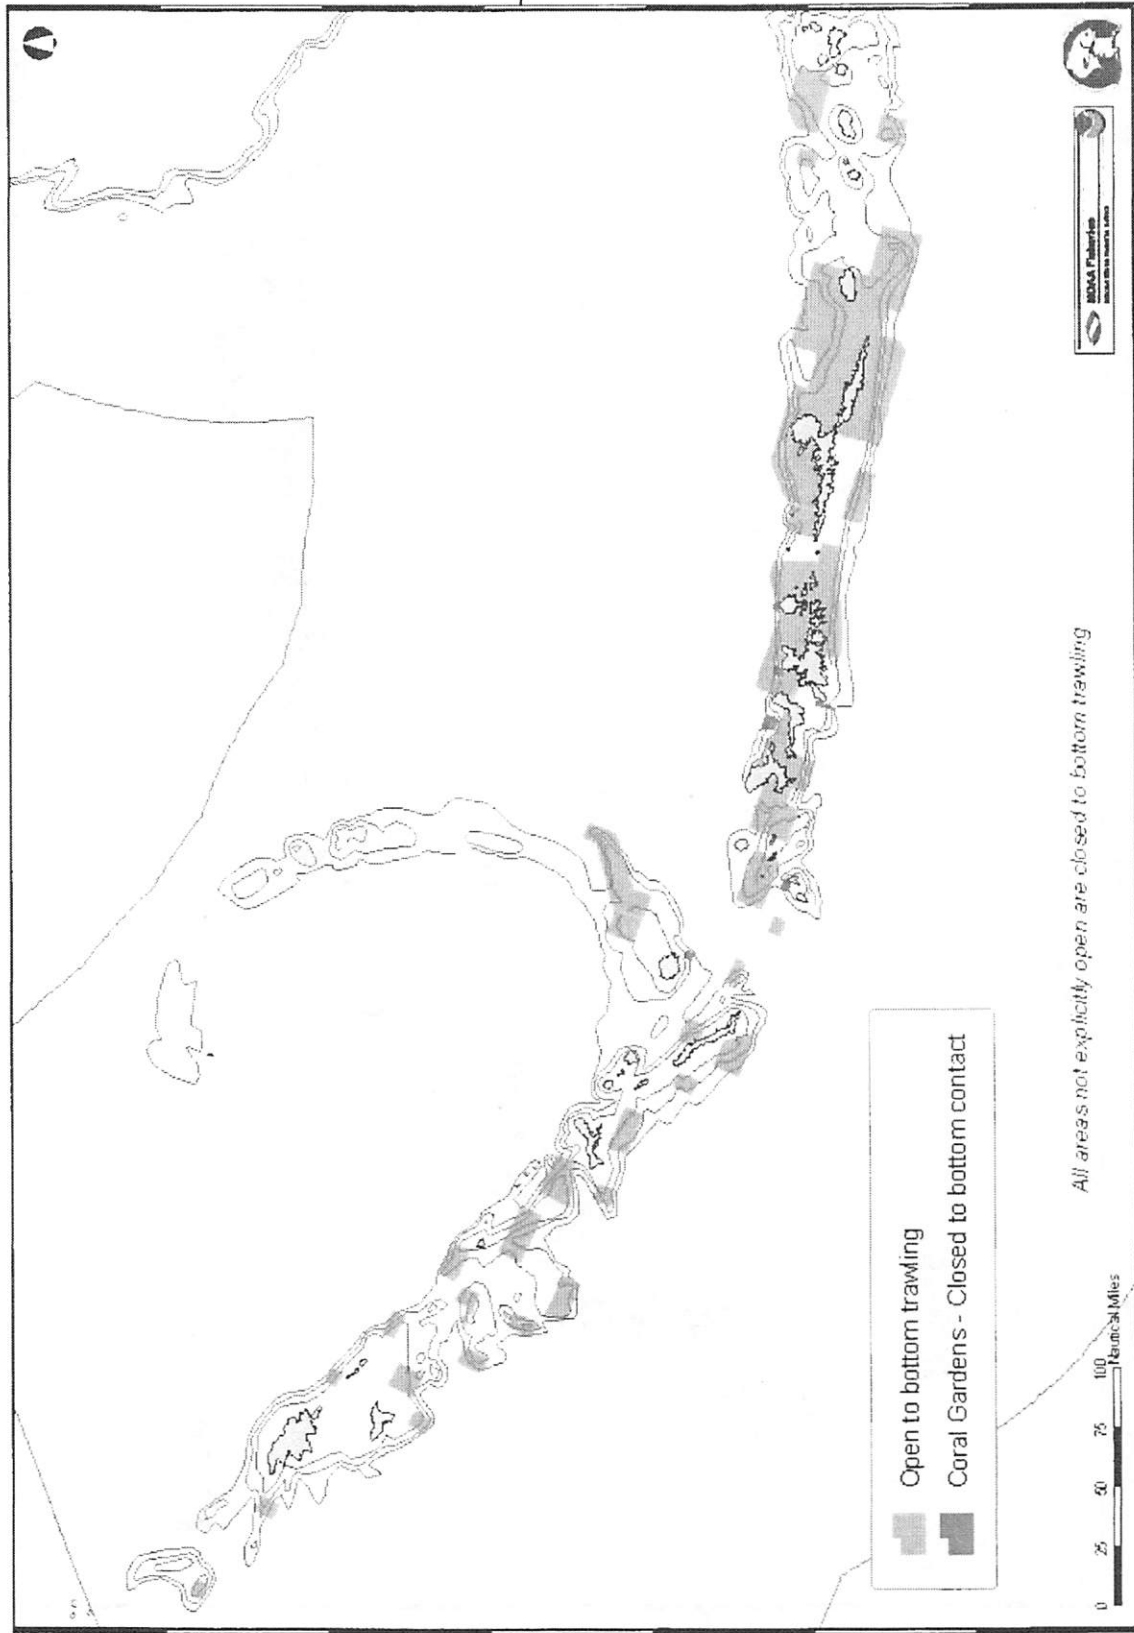 NOAA Fisheries
Open to bottom trawling
Coral Gardens - Closed to bottom contact
All areas not explicitly open are closed to bottom trawling
0 25 50 75 100
Nautical Miles